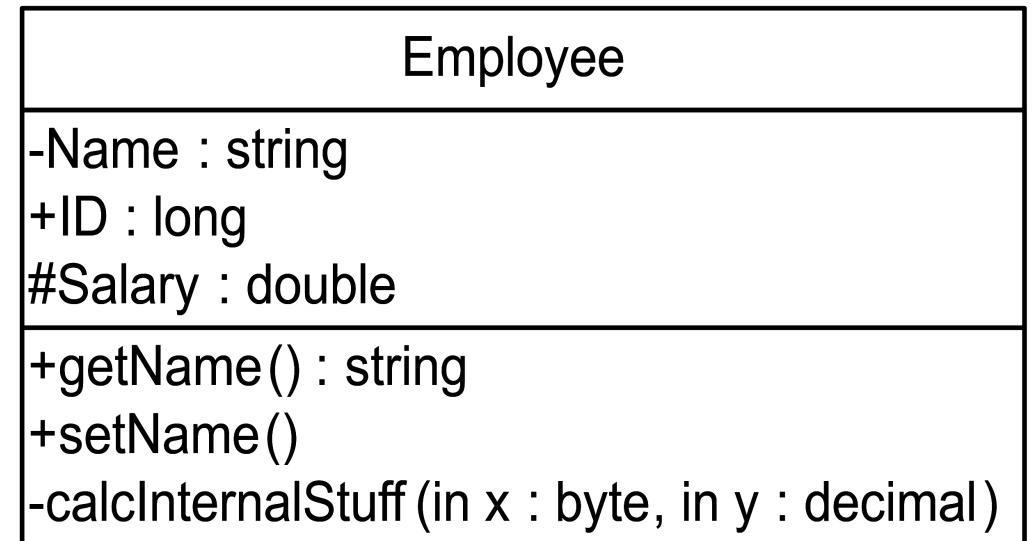 Employee
-Name : string
+ID : long
#Salary : double
+getName() : string
+setName()
-calcInternalStuff(in x : byte, in y : decimal)